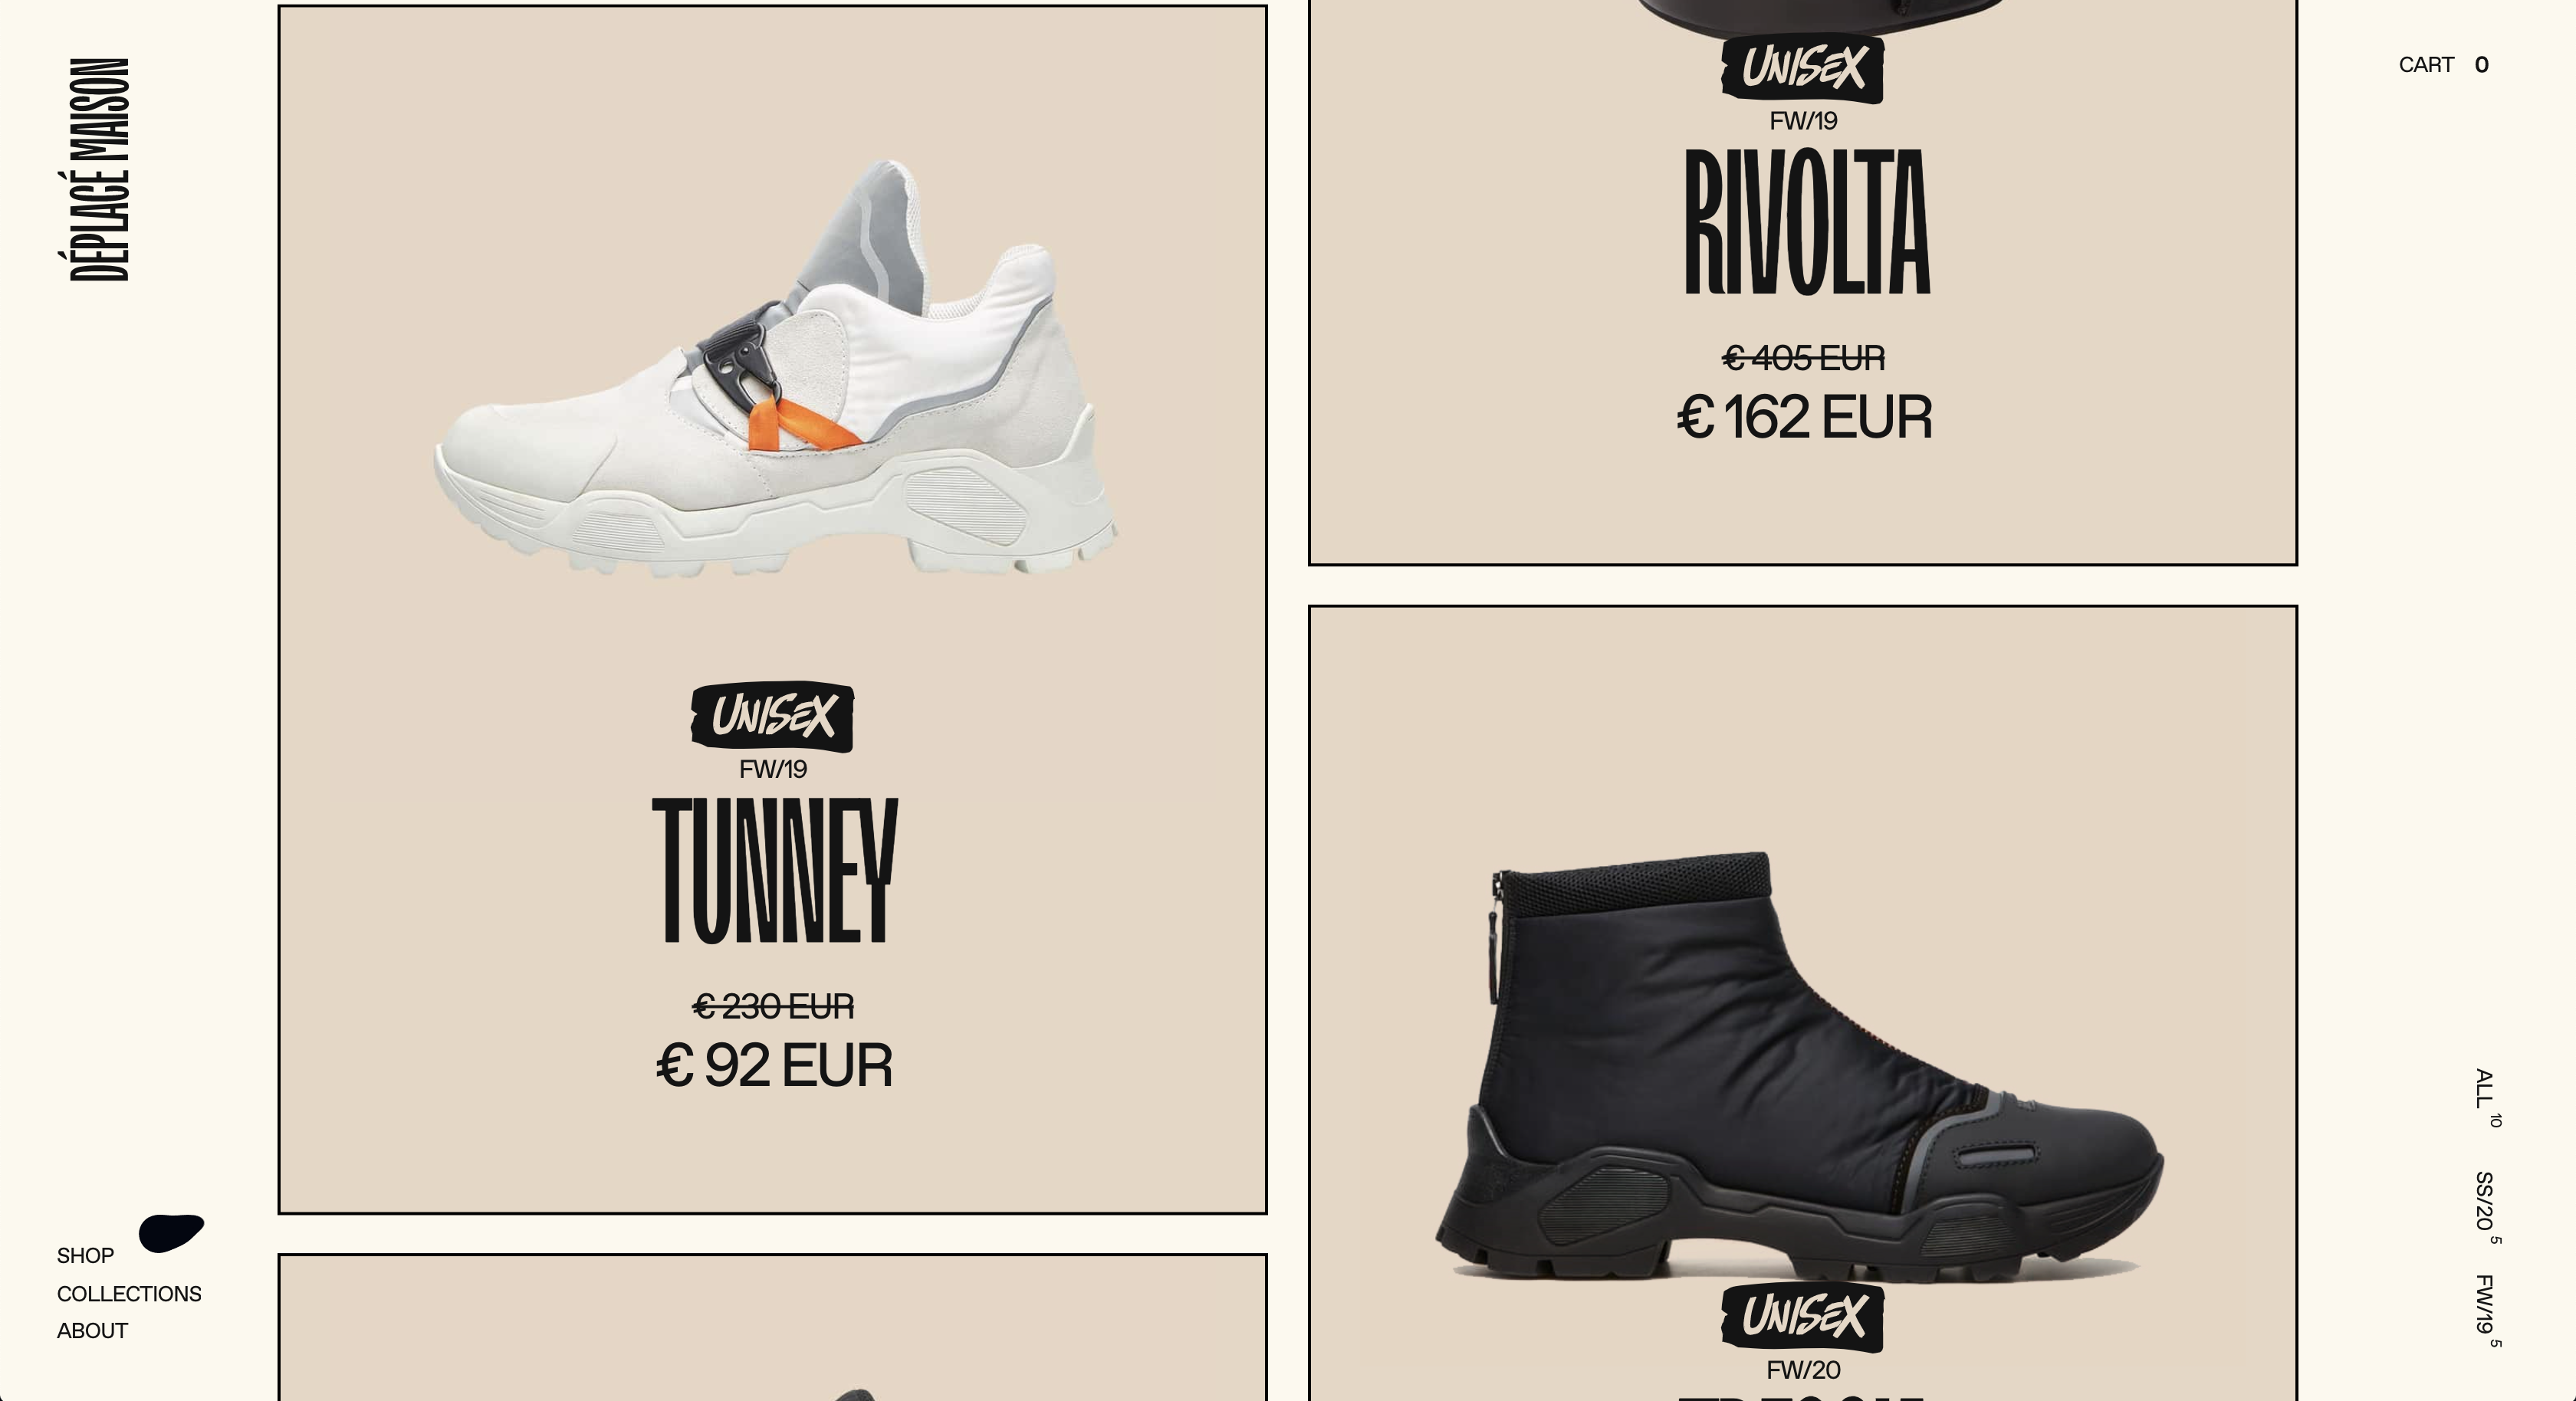 DÉPLACÉ MAISON
UNISEX
FW/19
TUNNEY
€ 230 EUR
€ 92 EUR
UNISEX
FW/19
RIVOLTA
€ 405 EUR
€ 162 EUR
UNISEX
FW/20
CART 0
SHOP
COLLECTIONS
ABOUT
ALL 10
SS/20 5
FW/19 5